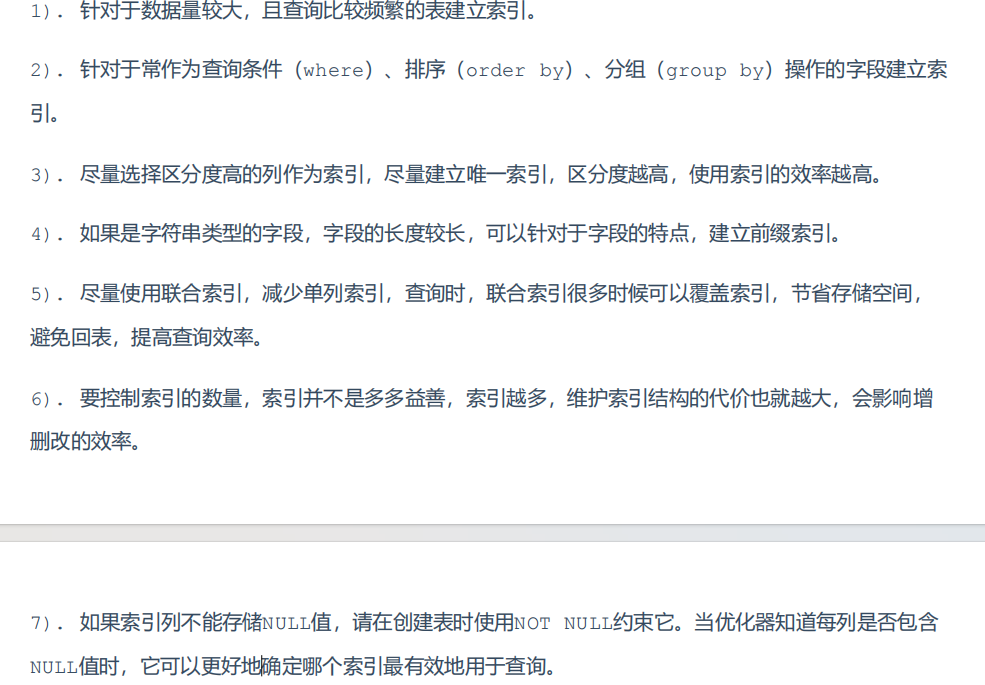 1). 针对于数据量较大，且查询比较频繁的表建立索引。
2). 针对于常作为查询条件（where）、排序（order by）、分组（group by）操作的字段建立索
引。
3). 尽量选择区分度高的列作为索引，尽量建立唯一索引，区分度越高，使用索引的效率越高。
4). 如果是字符串类型的字段，字段的长度较长，可以针对于字段的特点，建立前缀索引。
5). 尽量使用联合索引，减少单列索引，查询时，联合索引很多时候可以覆盖索引，节省存储空间，
避免回表，提高查询效率。
6). 要控制索引的数量，索引并不是多多益善，索引越多，维护索引结构的代价也就越大，会影响增
删改的效率。
7). 如果索引列不能存储NULL值，请在创建表时使用NOT NULL约束它。当优化器知道每列是否包含
NULL值时，它可以更好地确定哪个索引最有效地用于查询。